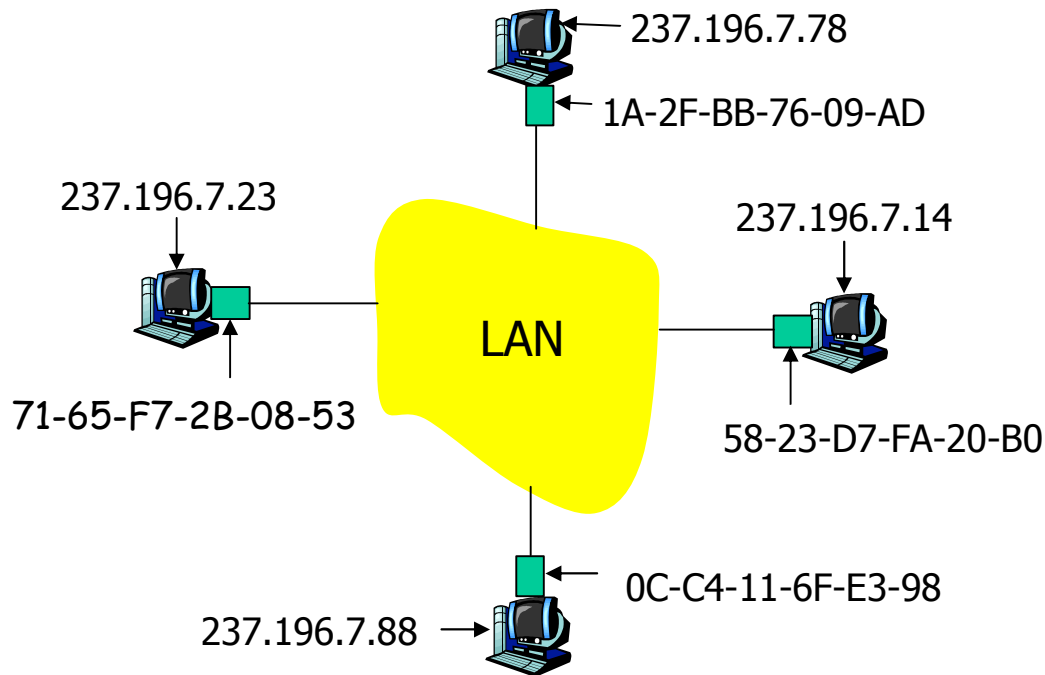 237.196.7.78
1A-2F-BB-76-09-AD
237.196.7.23
237.196.7.14
LAN
71-65-F7-2B-08-53
58-23-D7-FA-20-B0
0C-C4-11-6F-E3-98
237.196.7.88